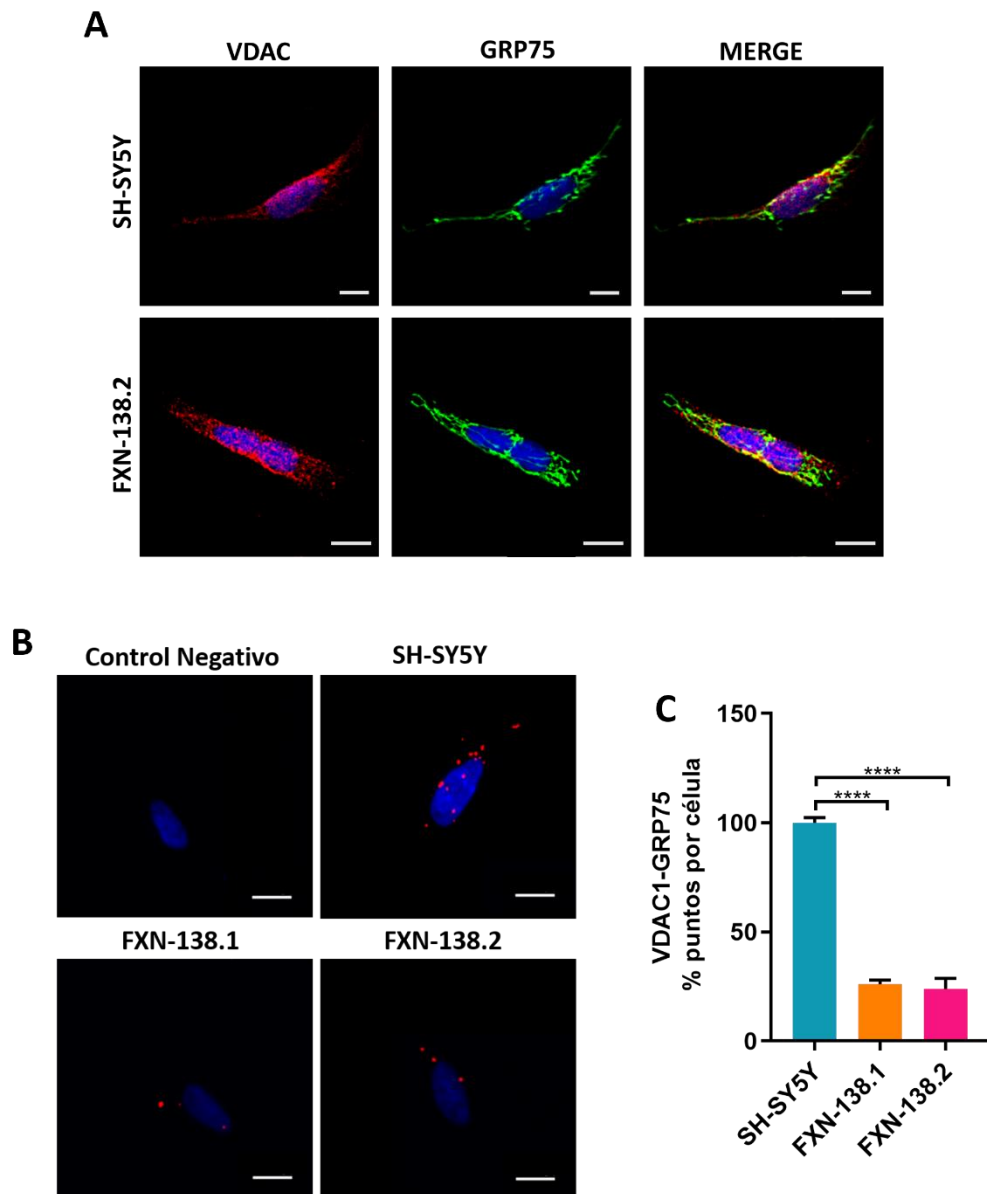 A
VDAC
GRP75
MERGE
SH-SY5Y
FXN-138.2
B
Control Negativo
SH-SY5Y
FXN-138.1
FXN-138.2
C
VDAC1-GRP75
% puntos por célula
150
100
50
0
****
****
SH-SY5Y
FXN-138.1
FXN-138.2